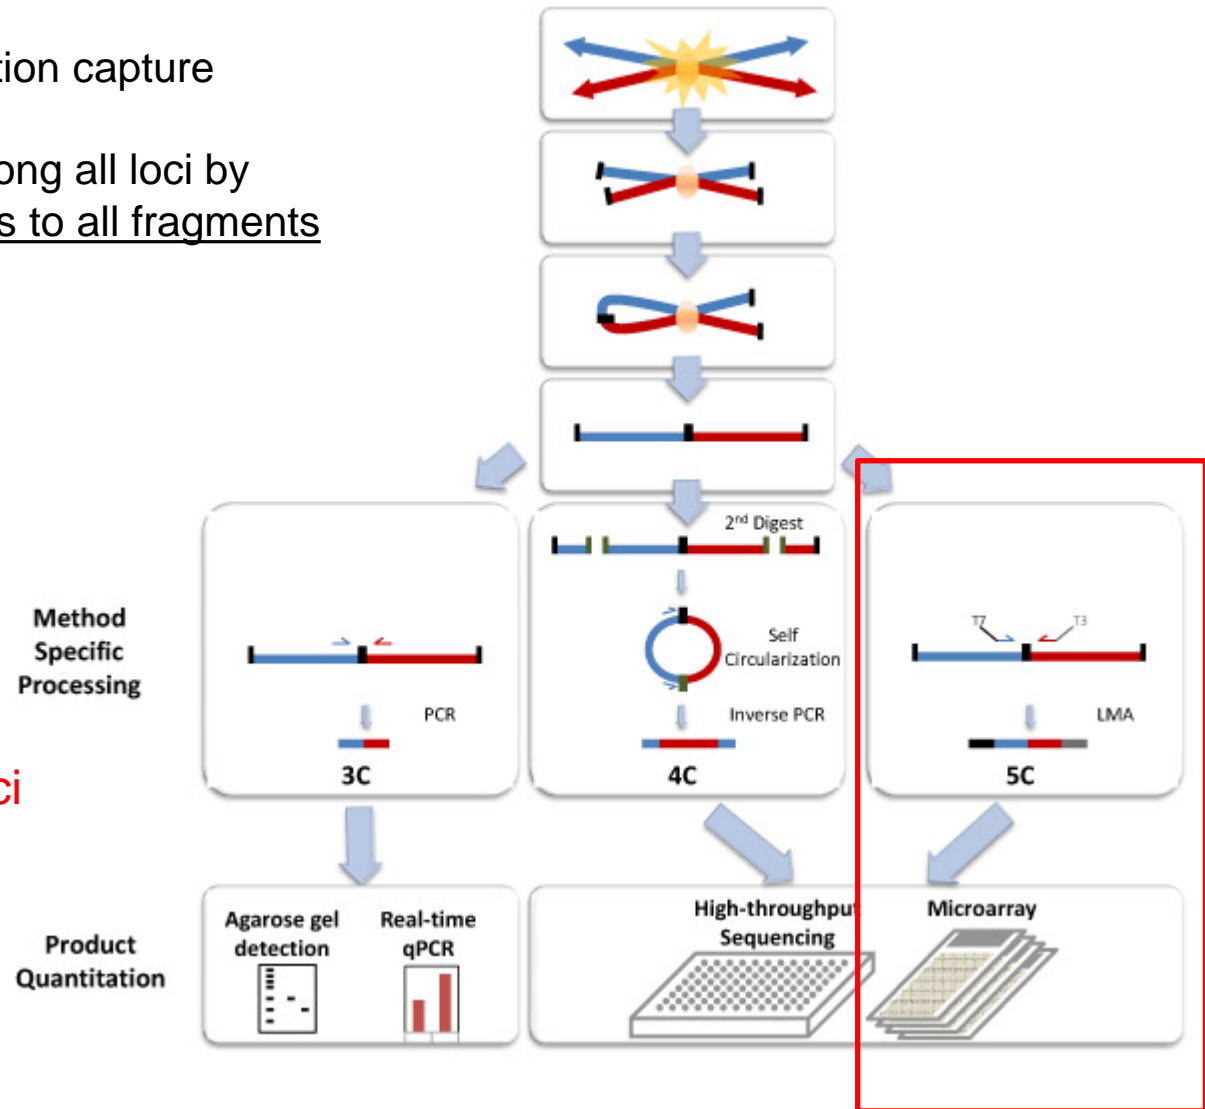 tion capture
ong all loci by
s to all fragments
2nd Digest
Self
Circularization
T7
T3
Method
Specific
Processing
PCR
Inverse PCR
LMA
3C
4C
5C
ci
Agarose gel
detection
Real-time
qPCR
High-throughput
Sequencing
Microarray
Product
Quantitation